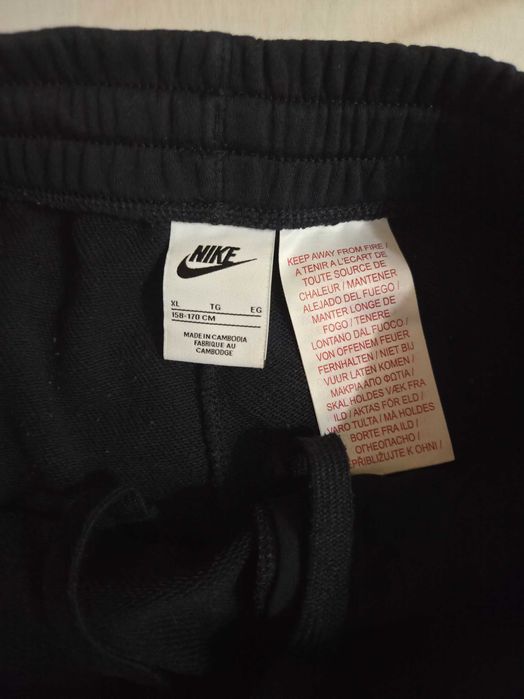 NIKE
XL TG EG
158-170 CM
MADE IN CAMBODIA
FABRIQUE AU
CAMBODGE
KEEP AWAY FROM FIRE /
A TENIR A L'ECART DE
TOUTE SOURCE DE
CHALEUR / MANTENER
ALEJADO DEL FUEGO /
MANTER LONGE DE
FOGO / TENERE
LONTANO DAL FUOCO /
VON OFFENEM FEUER
FERNHALTEN / NIET BIJ
VUUR LATEN KOMEN /
ΜΑΚΡΙΑ ΑΠΟ ΦΩΤΙΑ /
SKAL HOLDES VÆK FRA
ILD / AKTAS FÖR ELD /
VARO TULTA / MÅ HOLDES
BORTE FRA ILD /
ОГНЕОПАСНО /
EPŘIBLIŽUJTE K OHNI /